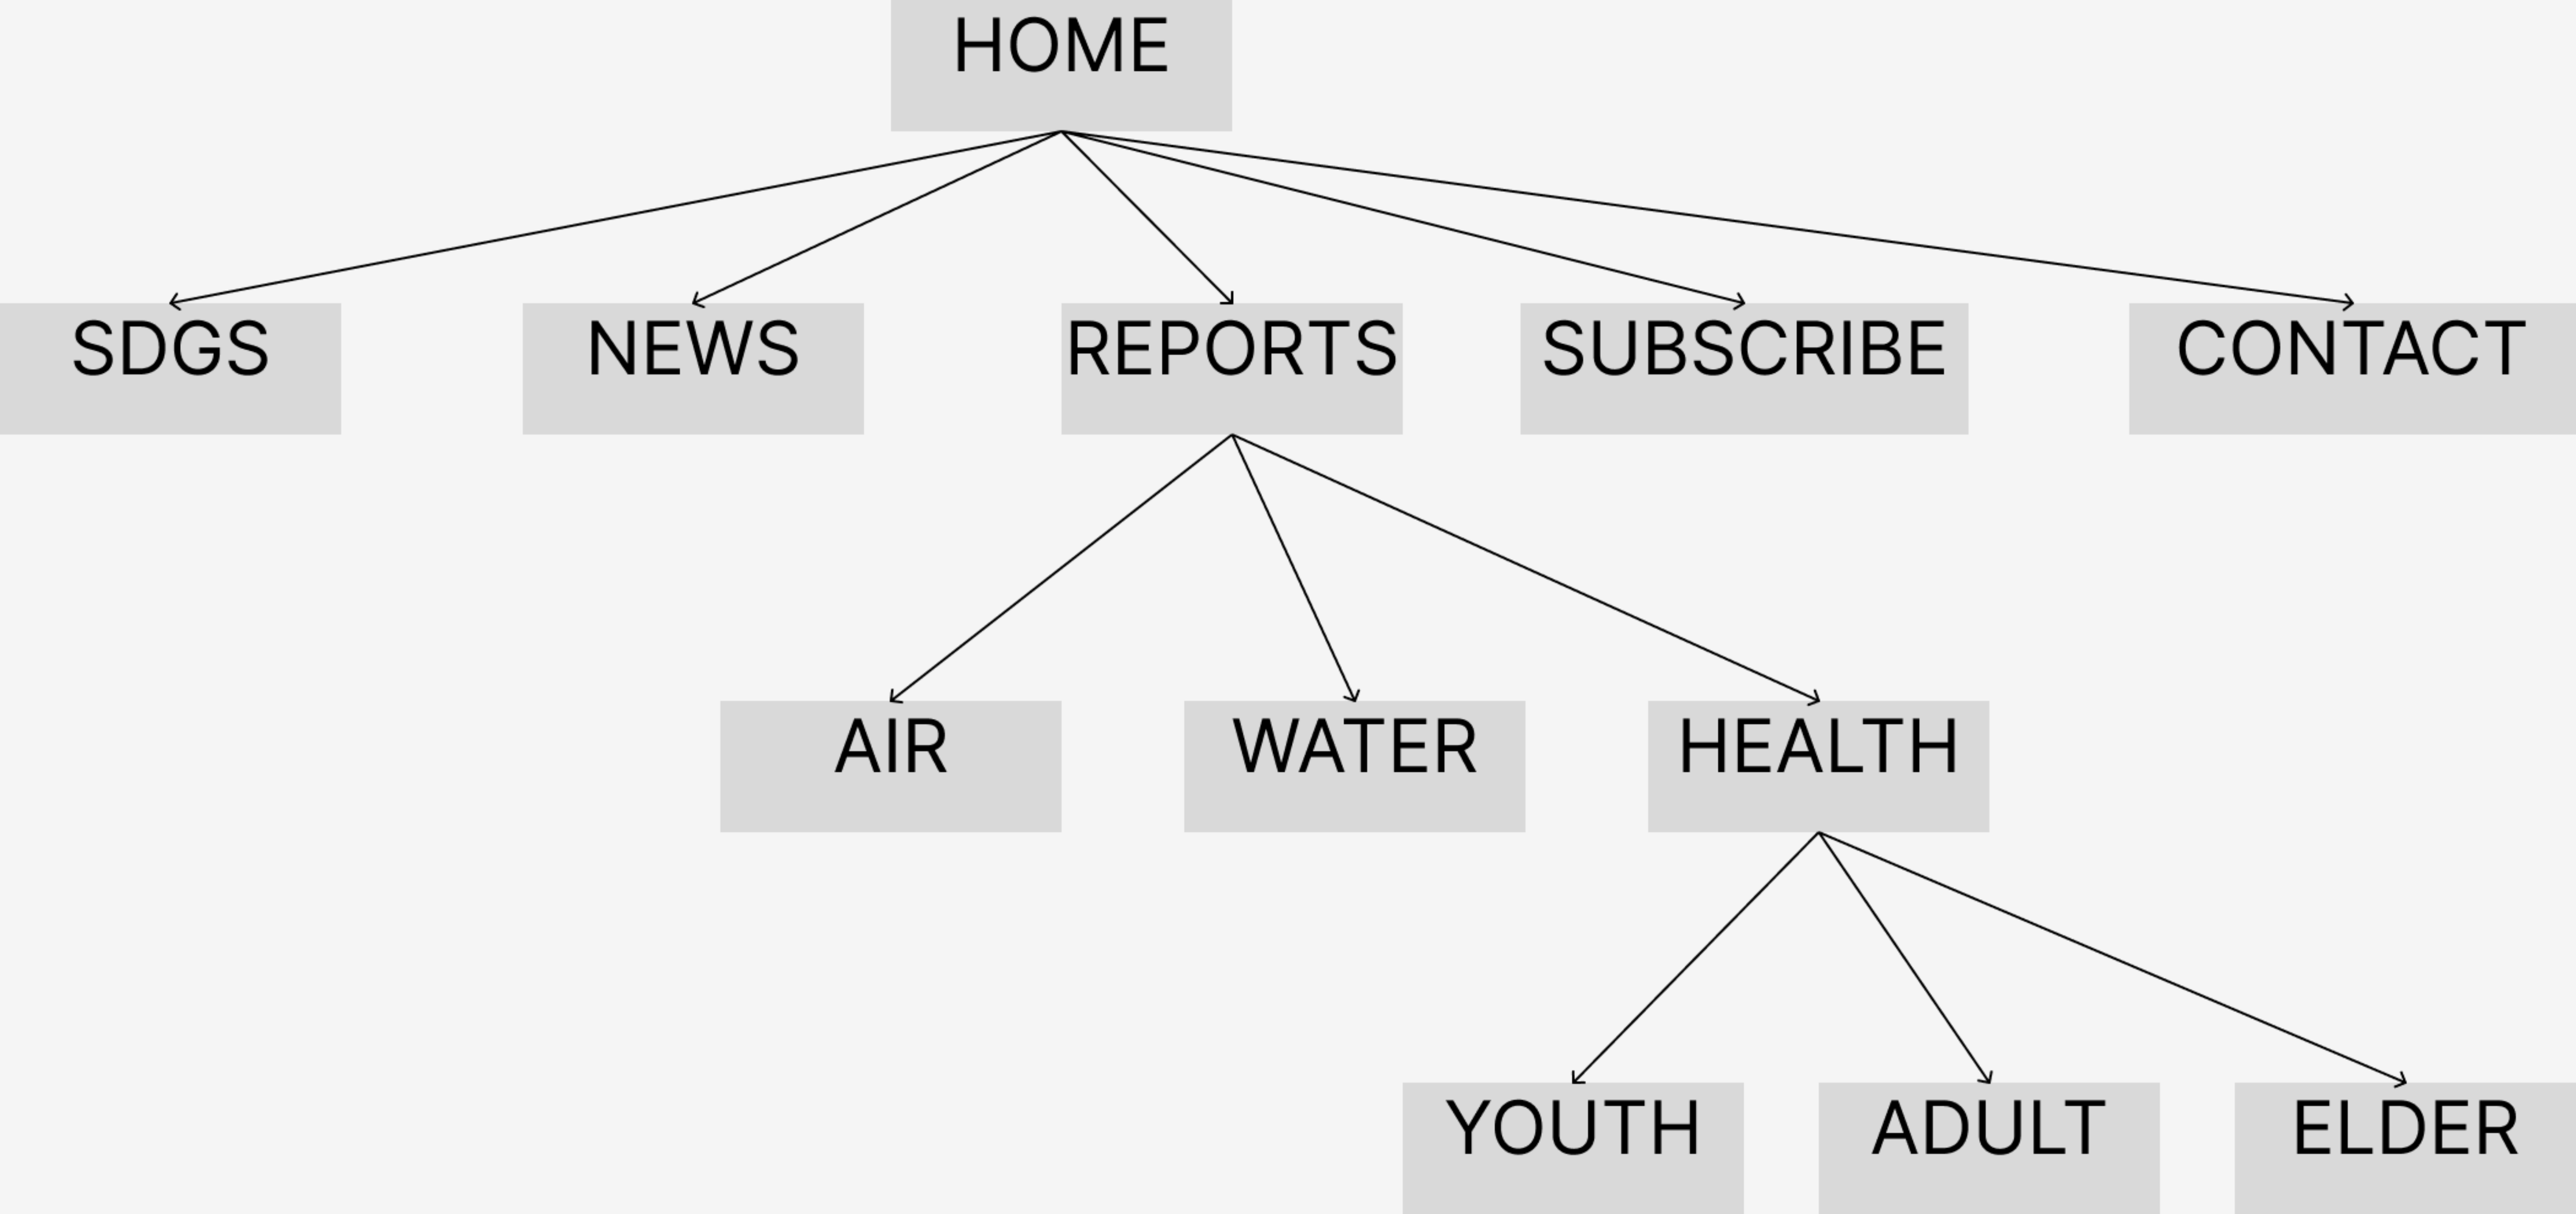 HOME
SDGS
NEWS
REPORTS
SUBSCRIBE
CONTACT
AIR
WATER
HEALTH
YOUTH
ADULT
ELDER